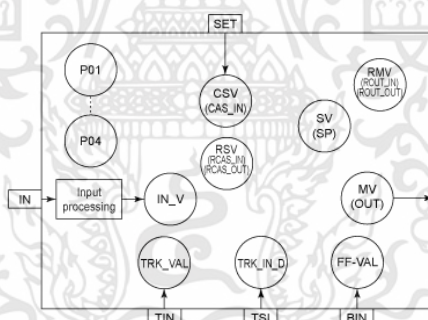 SET
P01
CSV
(CAS_IN)
RMV
(ROUT_IN)
(ROUT_OUT)
SV
(SP)
P04
RSV
(RCAS_IN)
(RCAS_OUT)
IN
Input
processing
IN_V
MV
(OUT)
TRK_VAL
TRK_IN_D
FF-VAL
TIN
TSI
BIN